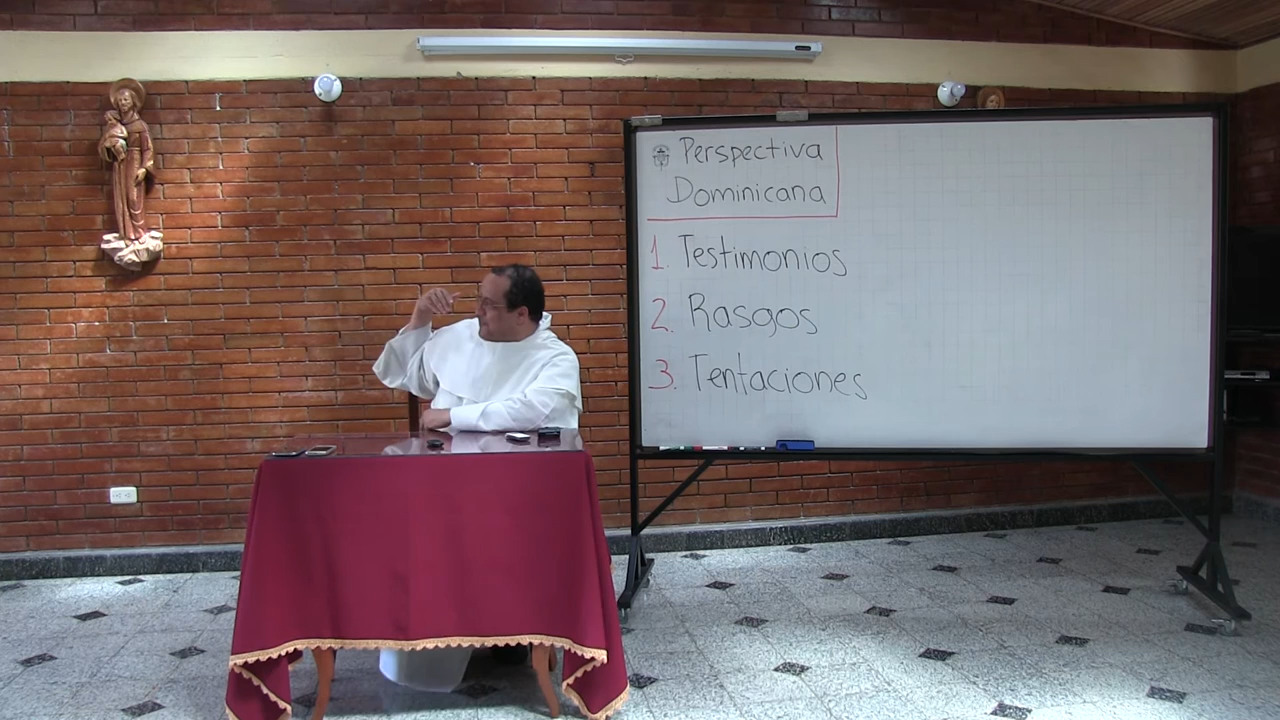 Perspectiva
Dominicana
1. Testimonios
2. Rasgos
3. Tentaciones